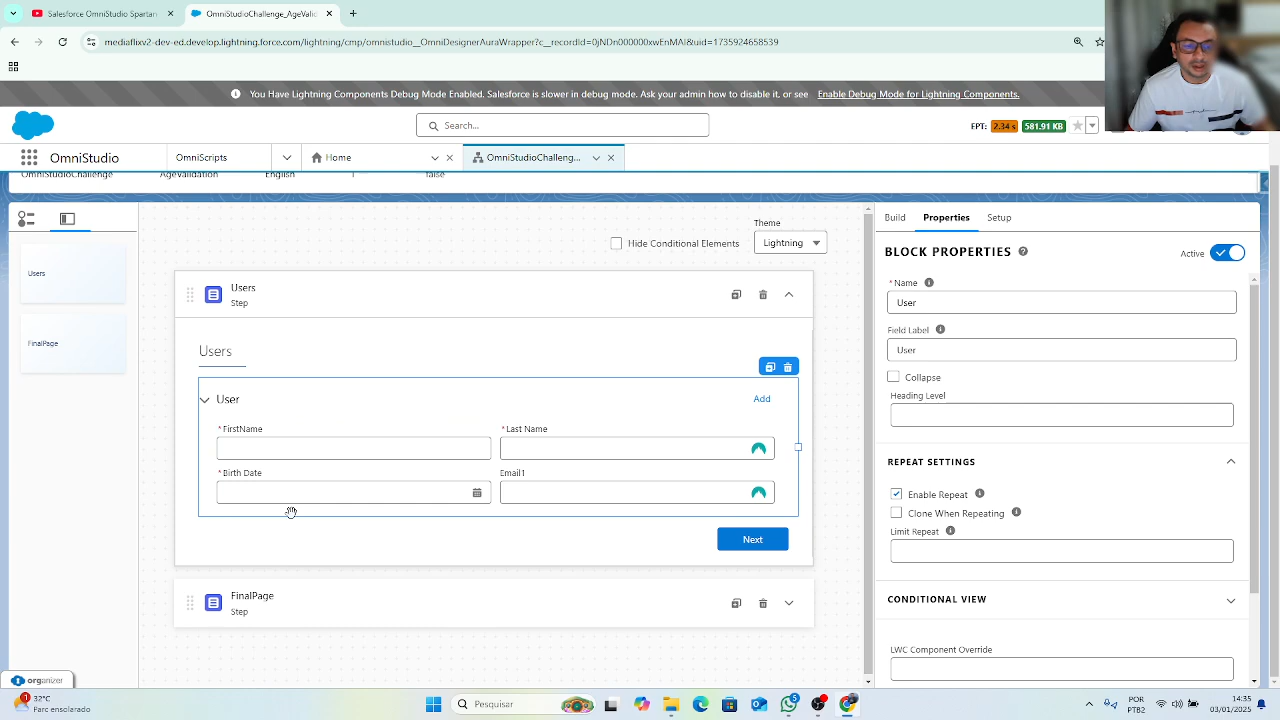 Salesforce OmniStudio Spartan
OmniStudioChallenge_AgeValid
mediatixxv2-dev-ed.develop.lightning.force.com/lightning/cmp/omnistudio__OmniDesignerAuraWrapper?c__recordId=0jNDn000000xwEnMAI&uid=1735924658539
You Have Lightning Components Debug Mode Enabled. Salesforce is slower in debug mode. Ask your admin how to disable it, or see Enable Debug Mode for Lightning Components.
Search...
EPT: 2.34 s 581.91 KB
OmniStudio
OmniScripts
Home
OmniStudioChalleng...
OmniStudioChallenge AgeValidation English 1 false
Theme
Hide Conditional Elements
Lightning
Users
FinalPage
Users
Step
Users
User
Add
*FirstName
*Last Name
*Birth Date
Email1
Next
FinalPage
Step
Build Properties Setup
BLOCK PROPERTIES
Active
*Name
User
Field Label
User
Collapse
Heading Level
REPEAT SETTINGS
Enable Repeat
Clone When Repeating
Limit Repeat
CONDITIONAL VIEW
LWC Component Override
organizer
32°C
Parc ensolarado
Pesquisar
POR
PTB2
14:35
03/01/2025